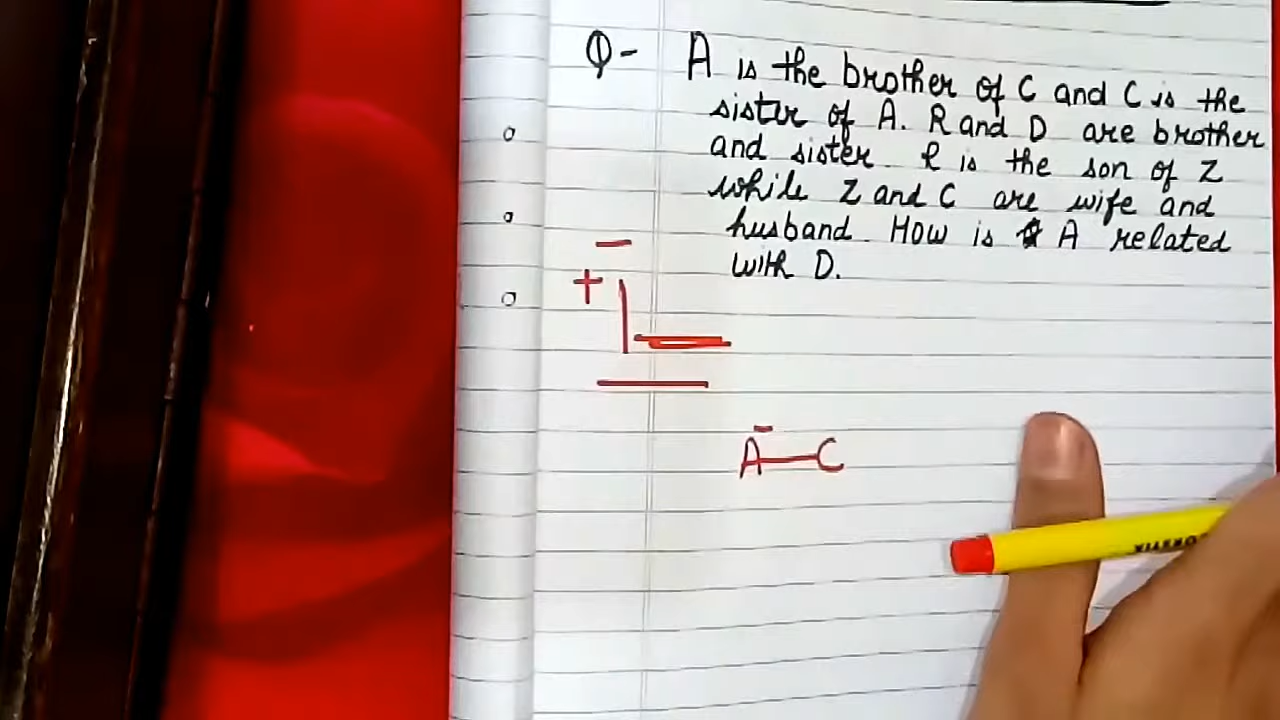 Q- A is the brother of C and C is the
sister of A. R and D are brother
and sister. R is the son of Z
while Z and C are wife and
husband. How is A related
with D.
-
+
A - C